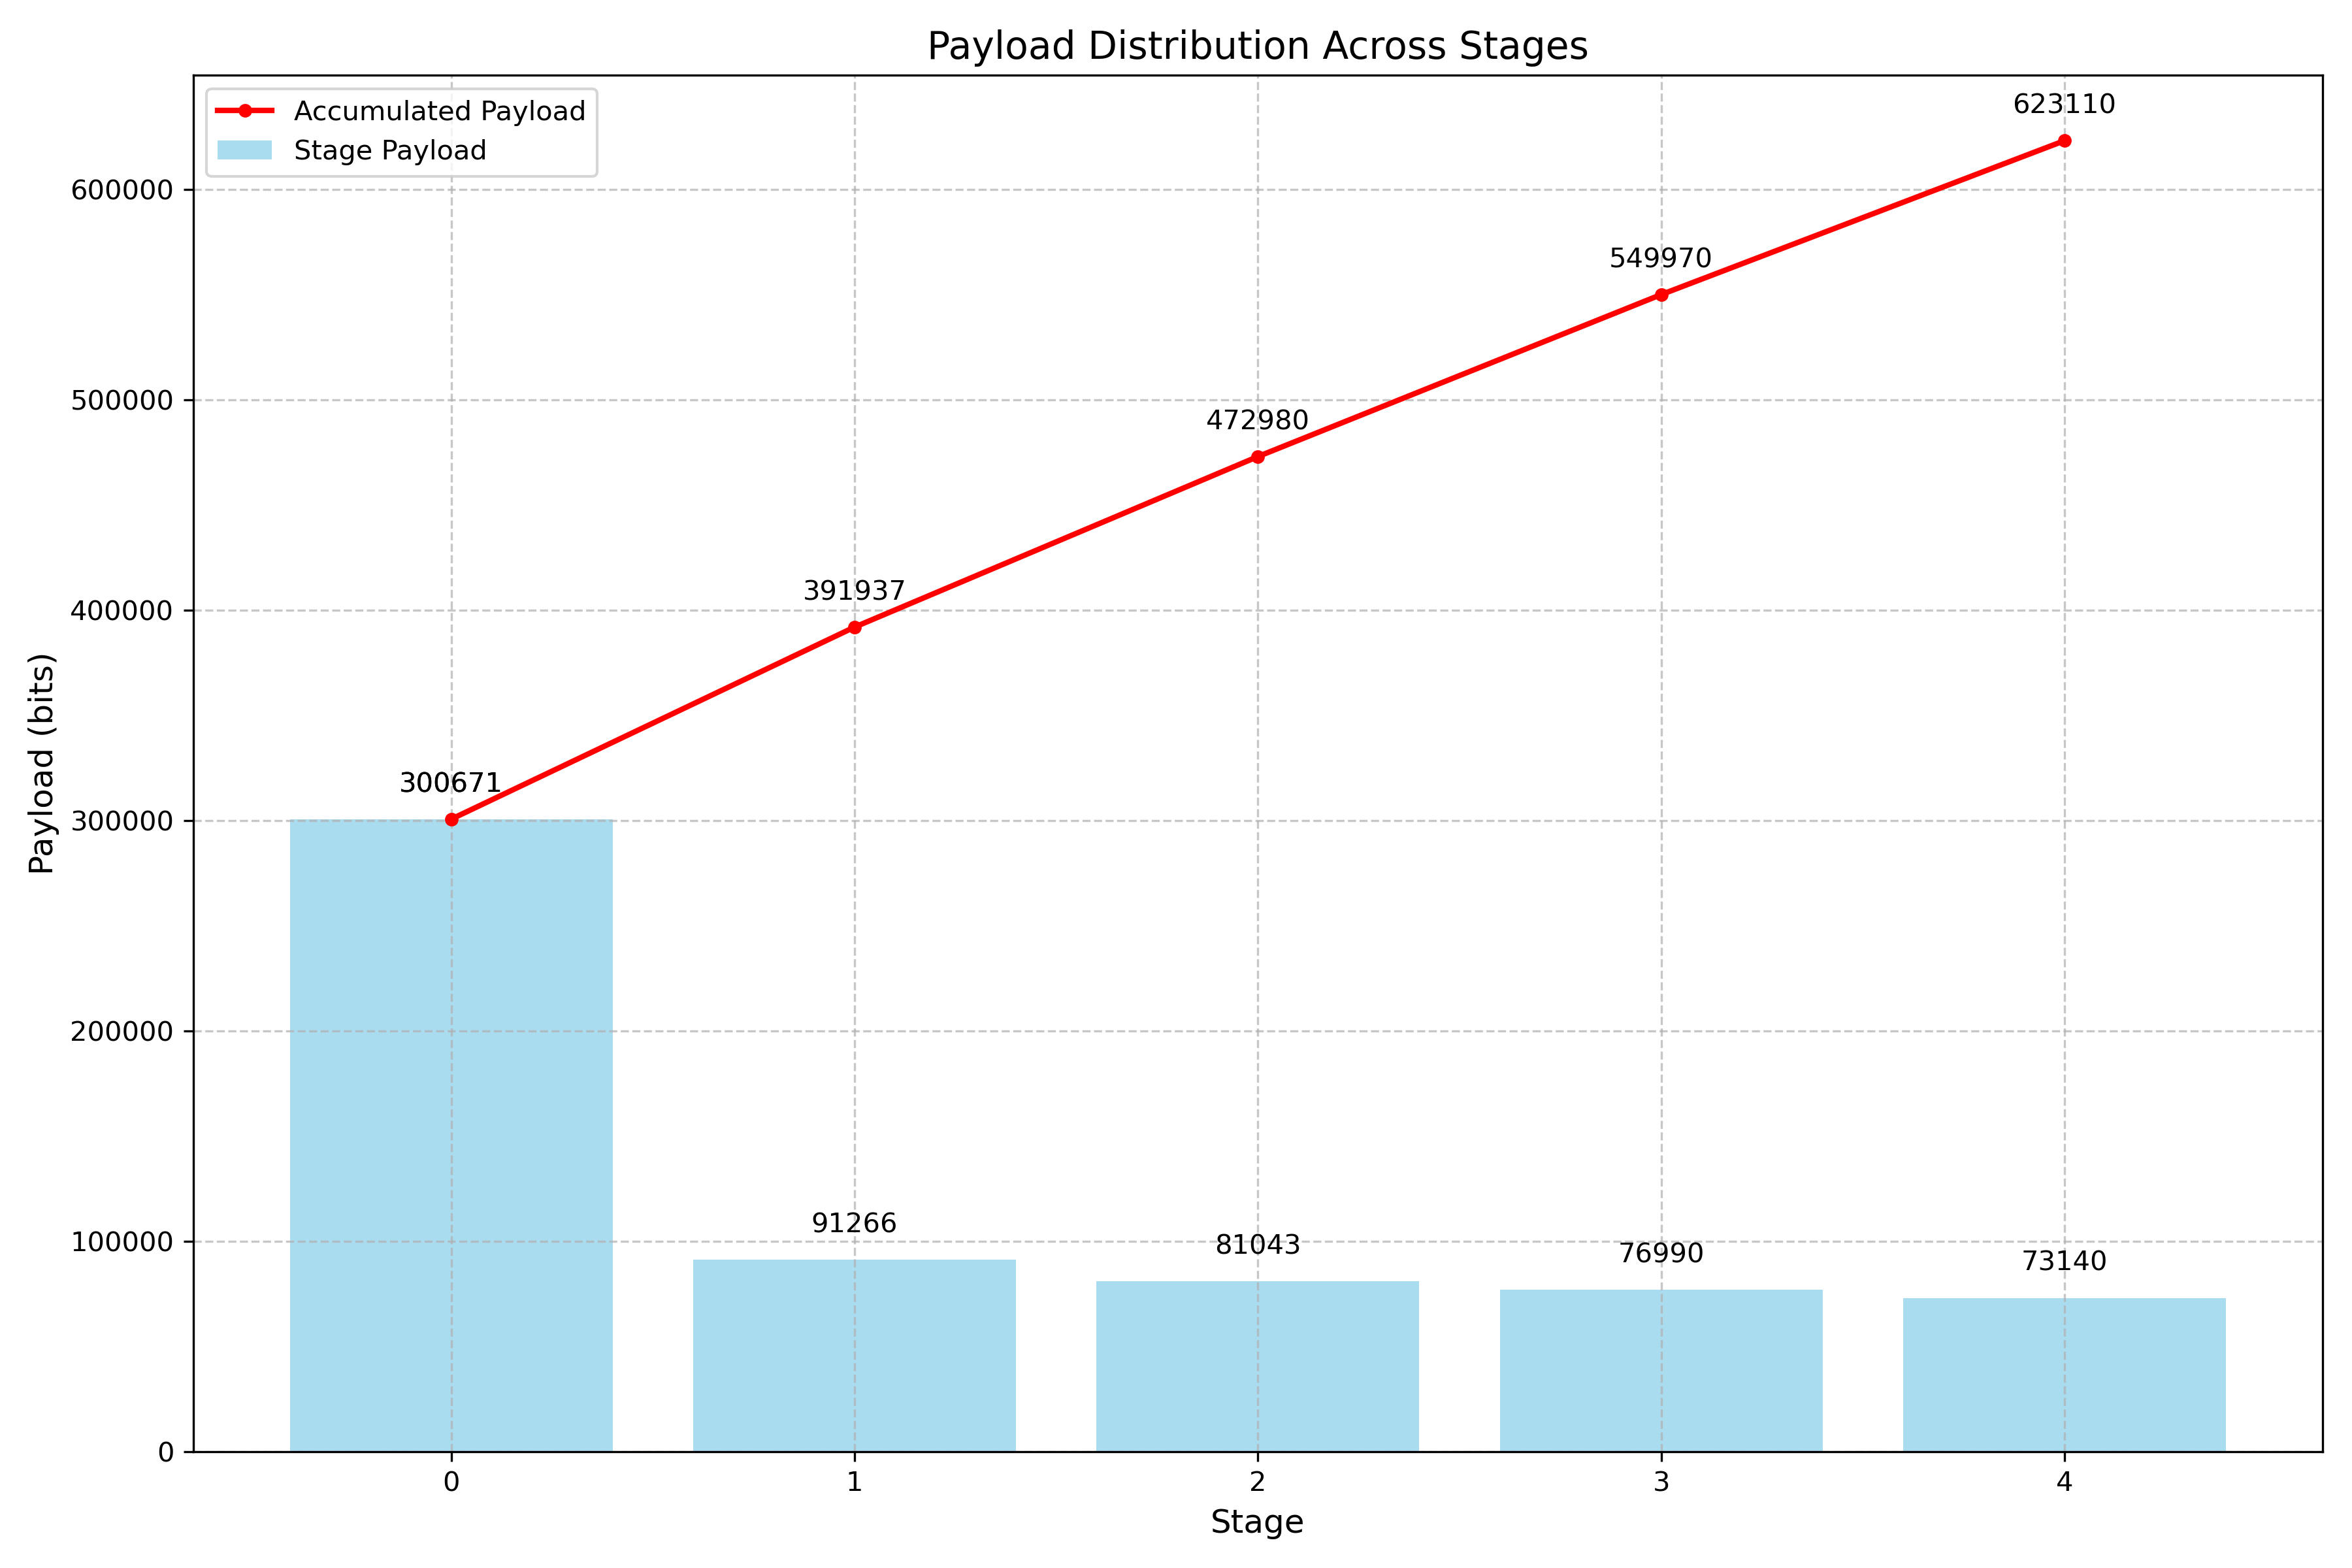 Payload Distribution Across Stages
Accumulated Payload
Stage Payload
Payload (bits)
600000
500000
400000
300000
200000
100000
0
623110
549970
472980
391937
300671
91266
81043
76990
73140
0 1 2 3 4
Stage